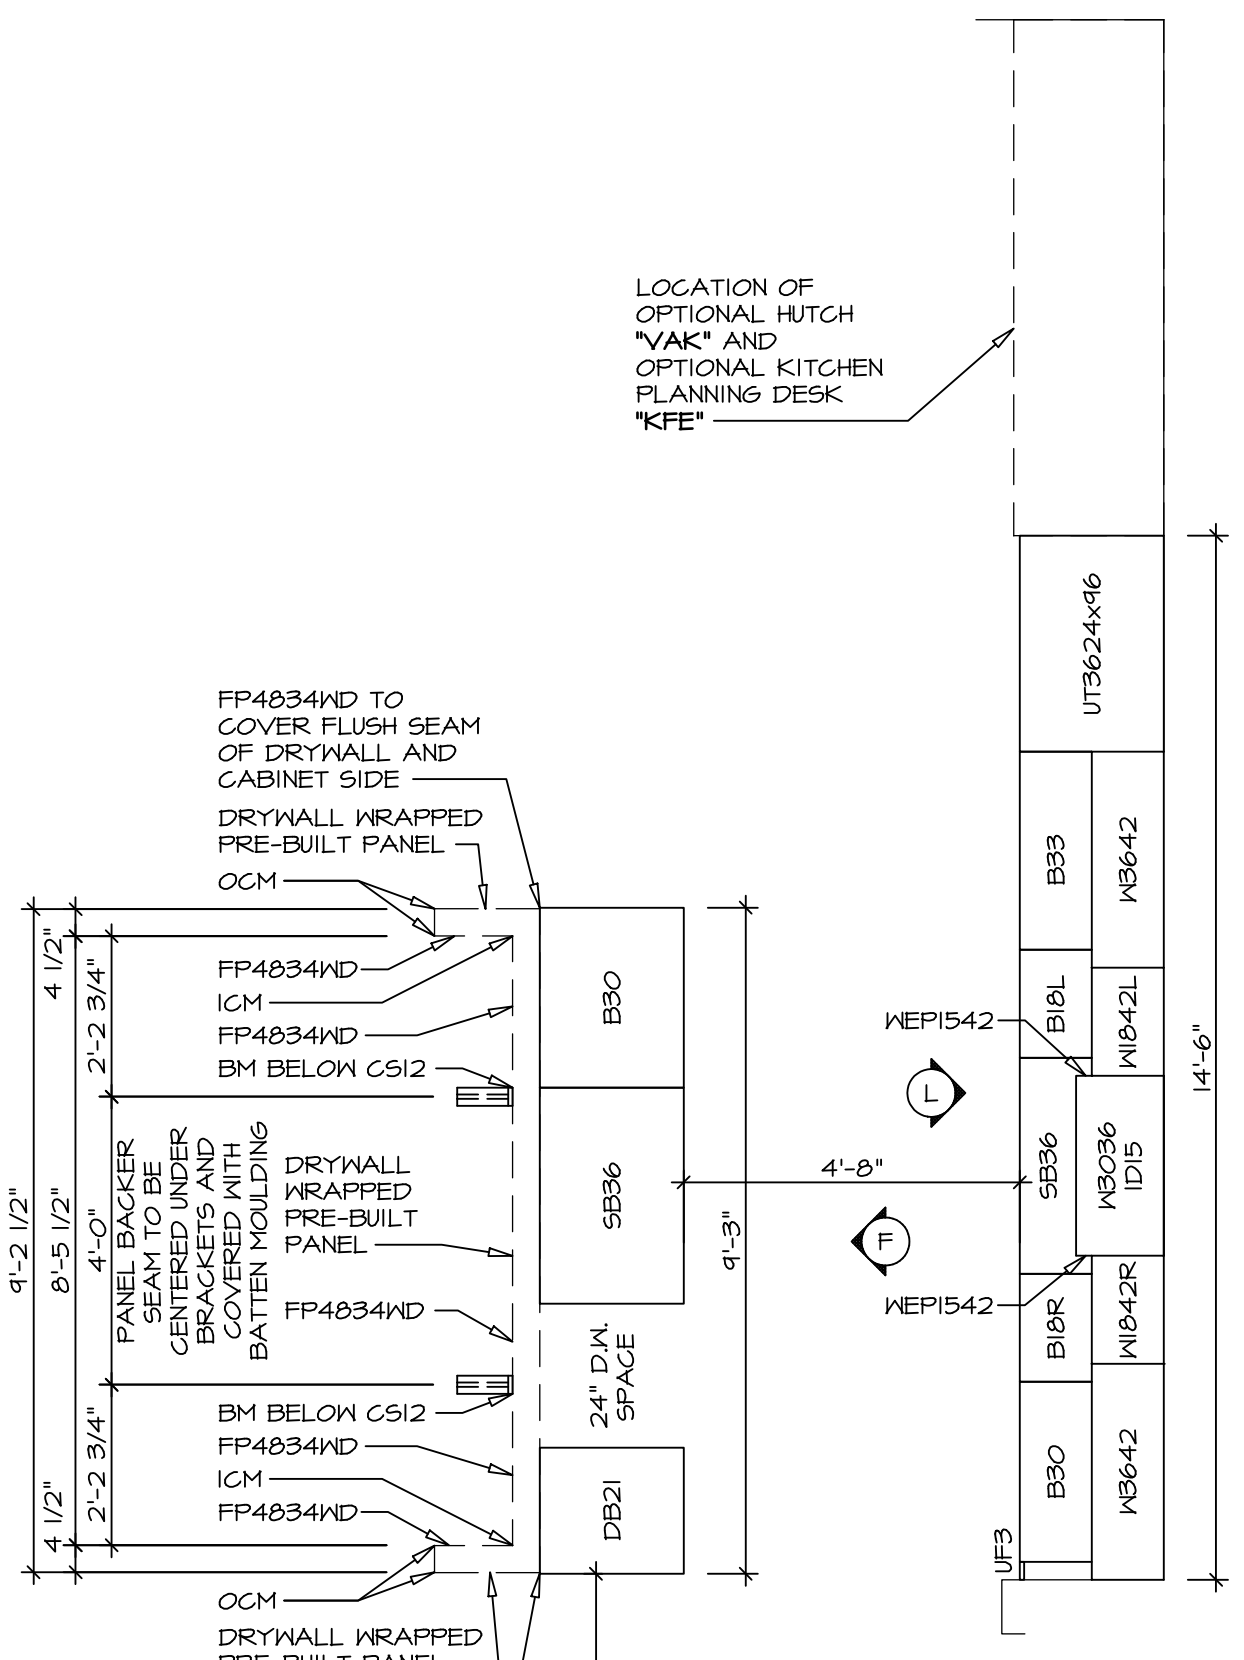 LOCATION OF
OPTIONAL HUTCH
"VAK" AND
OPTIONAL KITCHEN
PLANNING DESK
"KFE"
UT3624x96
FP4834WD TO
COVER FLUSH SEAM
OF DRYWALL AND
CABINET SIDE
DRYWALL WRAPPED
PRE-BUILT PANEL
OCM
FP4834WD
ICM
FP4834WD
BM BELOW CS12
9'-2 1/2"
8'-5 1/2"
4 1/2"
2'-2 3/4"
4'-0"
2'-2 3/4"
4 1/2"
PANEL BACKER
SEAM TO BE
CENTERED UNDER
BRACKETS AND
COVERED WITH
BATTEN MOULDING
DRYWALL
WRAPPED
PRE-BUILT
PANEL
FP4834WD
BM BELOW CS12
FP4834WD
ICM
FP4834WD
OCM
DRYWALL WRAPPED
PRE-BUILT PANEL
B30
SB36
24" D.W.
SPACE
DB21
9'-3"
4'-8"
L
F
WEP1542
WEP1542
B33
W3642
B18L
W1842L
SB36
W3036
1D15
B18R
W1842R
B30
W3642
UF3
14'-6"